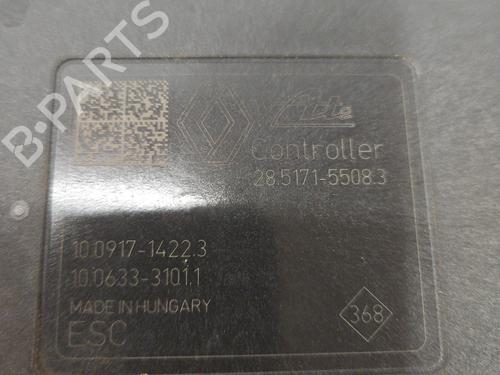 B-PARTS
Ate
Controller
28.5171-5508.3
10.0917-1422.3
10.0633-3101.1
MADE IN HUNGARY
ESC
368